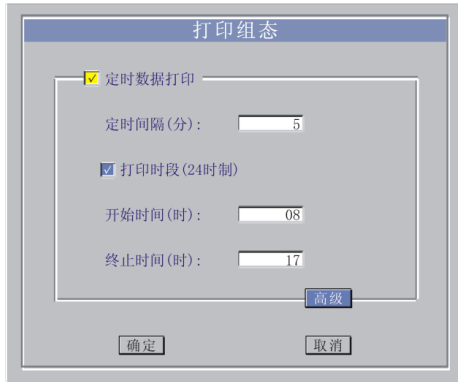 打印组态
定时数据打印
定时间隔(分): 5
打印时段(24时制)
开始时间(时): 08
终止时间(时): 17
高级
确定 取消